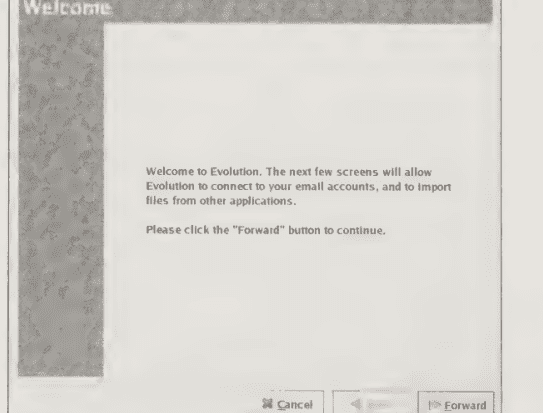 Welcome
Welcome to Evolution. The next few screens will allow
Evolution to connect to your email accounts, and to import
files from other applications.
Please click the "Forward" button to continue.
Cancel
Forward